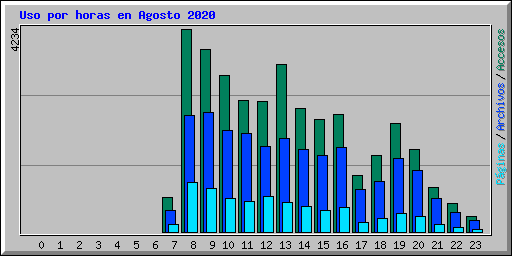 Uso por horas en Agosto 2020
4234
Páginas / Archivos / Accesos
0 1 2 3 4 5 6 7 8 9 10 11 12 13 14 15 16 17 18 19 20 21 22 23